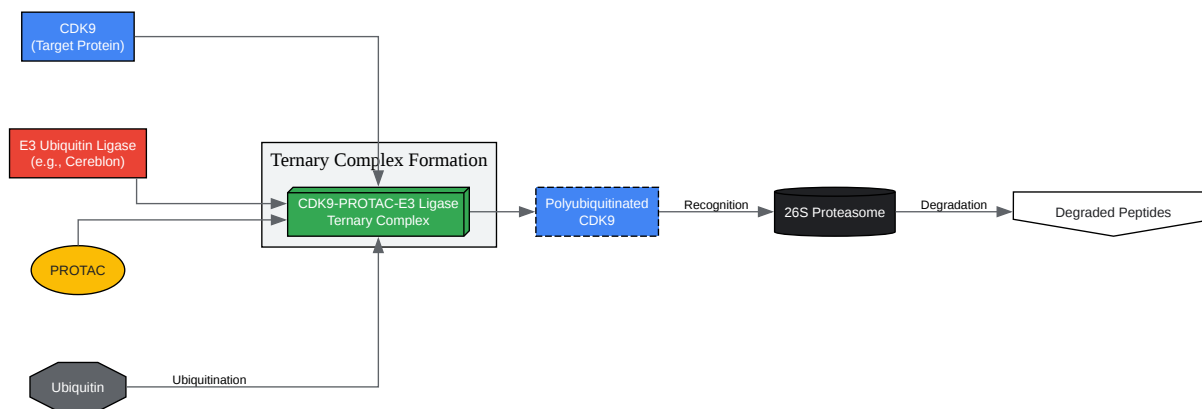 CDK9
(Target Protein)
E3 Ubiquitin Ligase
(e.g., Cereblon)
PROTAC
Ubiquitin
Ubiquitination
Ternary Complex Formation
CDK9-PROTAC-E3 Ligase
Ternary Complex
Polyubiquitinated
CDK9
Recognition
26S Proteasome
Degradation
Degraded Peptides